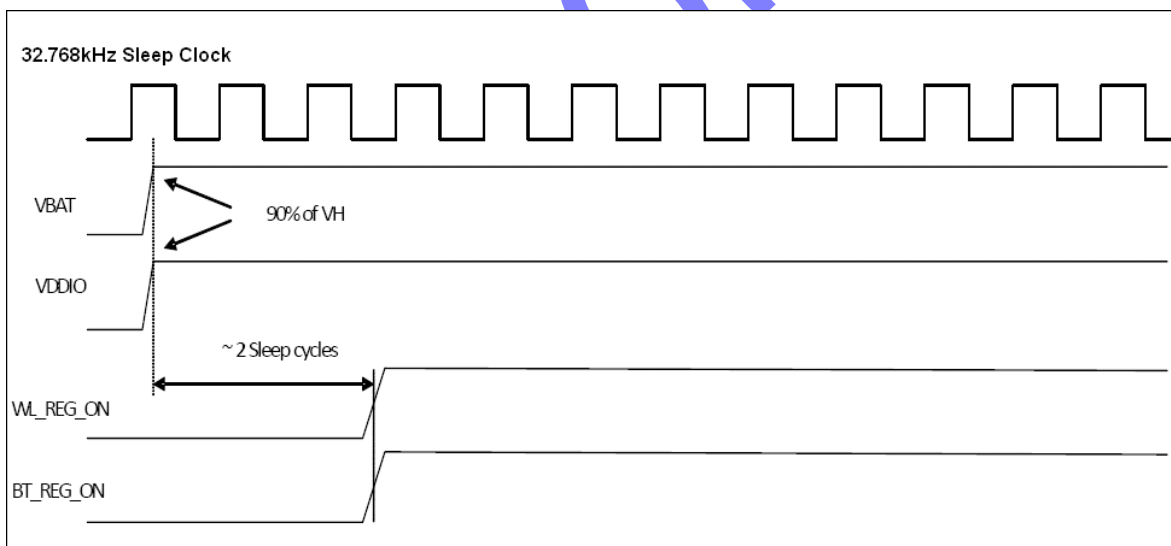 32.768kHz Sleep Clock
VBAT
90% of VH
VDDIO
~ 2 Sleep cycles
WL_REG_ON
BT_REG_ON